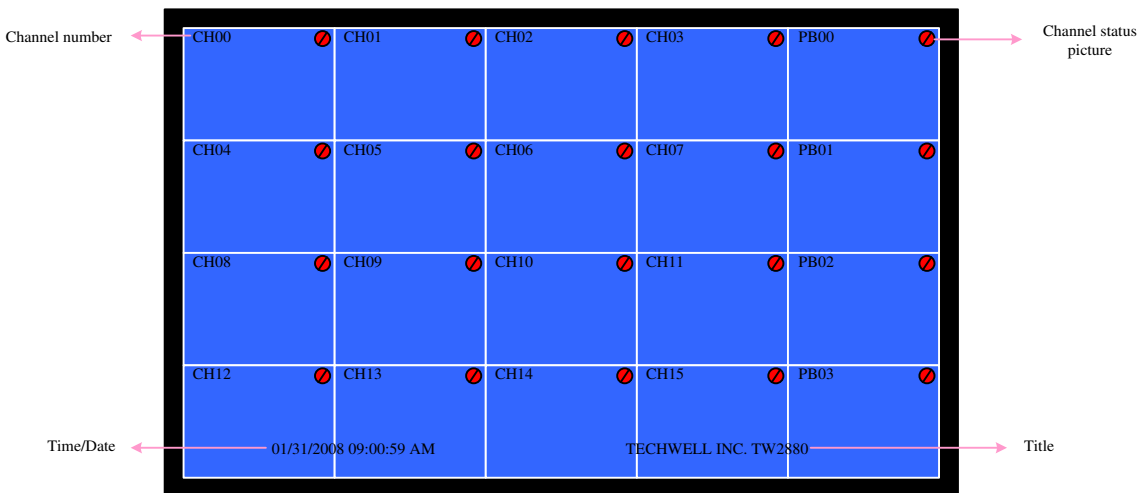 Channel number
CH00 CH01 CH02 CH03 PB00
Channel status
picture
CH04 CH05 CH06 CH07 PB01
CH08 CH09 CH10 CH11 PB02
CH12 CH13 CH14 CH15 PB03
Time/Date
01/31/2008 09:00:59 AM
TECHWELL INC. TW2880
Title